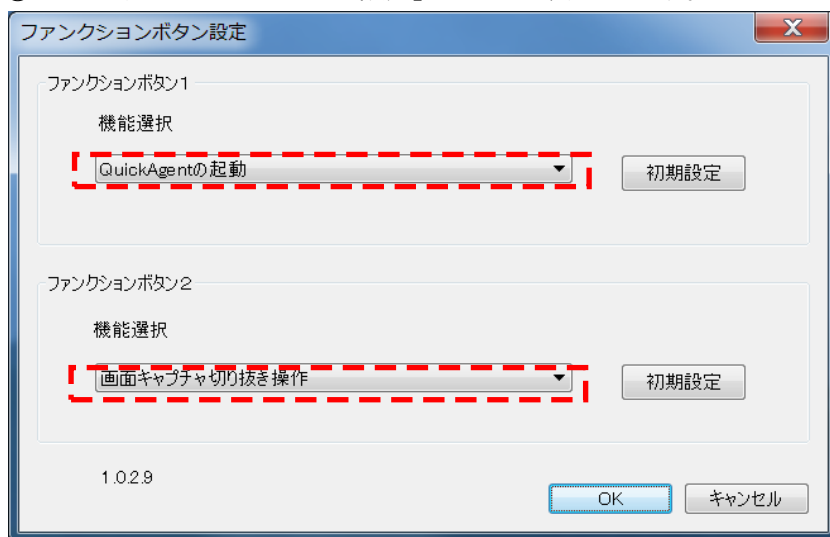 ファンクションボタン設定
ファンクションボタン1
機能選択
QuickAgentの起動
初期設定
ファンクションボタン2
機能選択
画面キャプチャ切り抜き操作
初期設定
1.0.2.9
OK
キャンセル